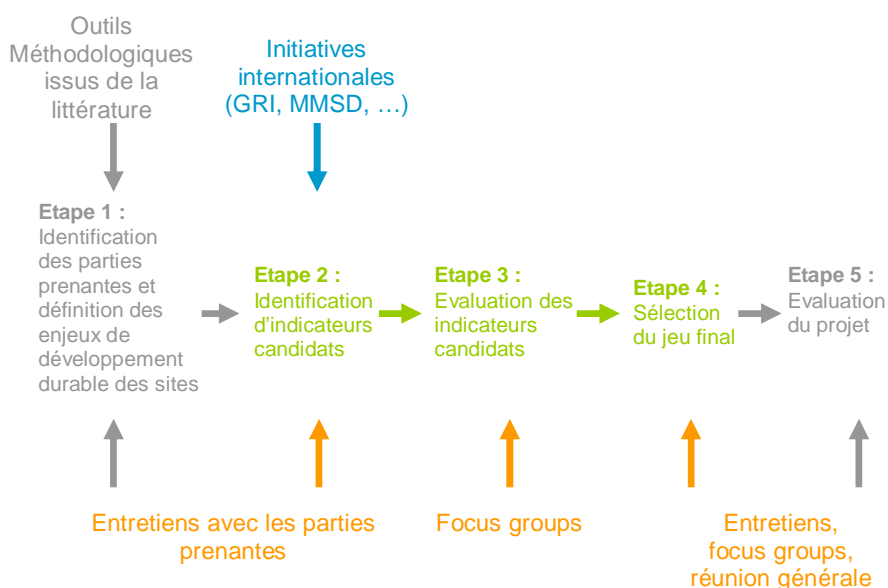 Outils
Méthodologiques
issus de la
littérature
Initiatives
internationales
(GRI, MMSD, …)
Etape 1 :
Identification
des parties
prenantes et
définition des
enjeux de
développement
durable des sites
Etape 2 :
Identification
d'indicateurs
candidats
Etape 3 :
Evaluation des
indicateurs
candidats
Etape 4 :
Sélection
du jeu final
Etape 5 :
Evaluation
du projet
Entretiens avec les parties
prenantes
Focus groups
Entretiens,
focus groups,
réunion générale